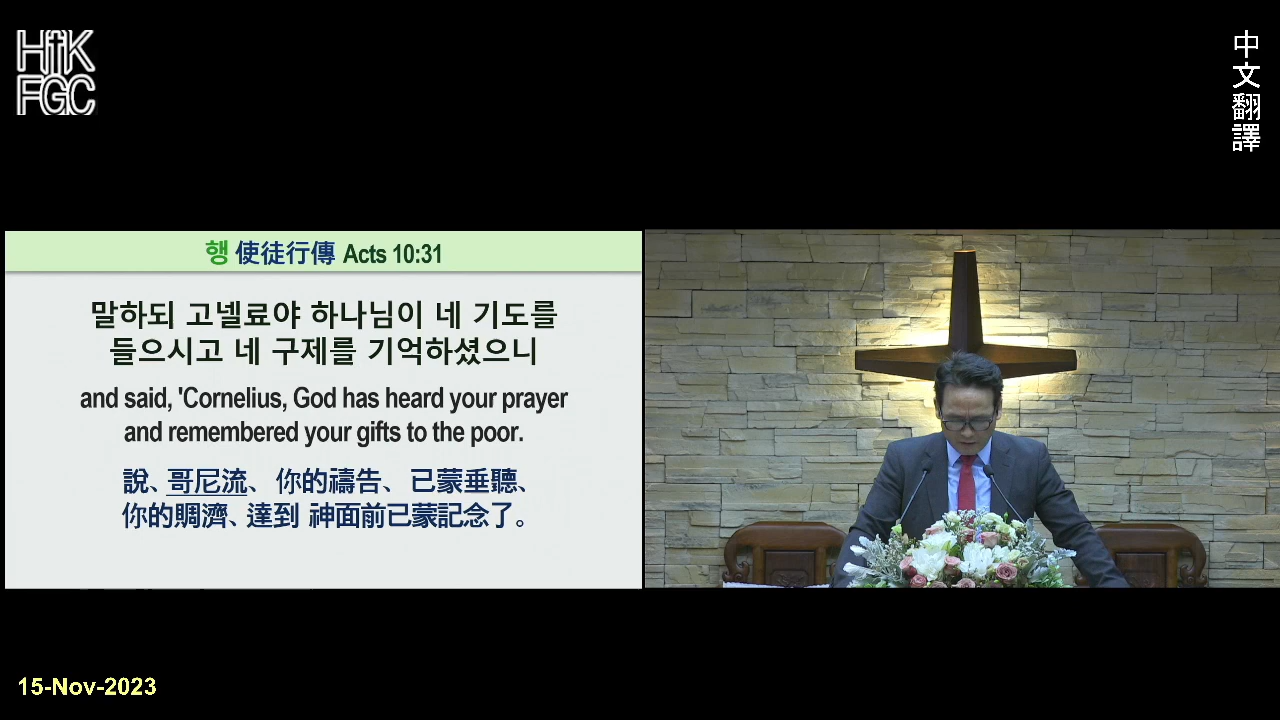 HfK
FGC
中文翻譯
행 使徒行傳 Acts 10:31
말하되 고넬료야 하나님이 네 기도를
들으시고 네 구제를 기억하셨으니
and said, 'Cornelius, God has heard your prayer
and remembered your gifts to the poor.
說、哥尼流、你的禱告、已蒙垂聽、
你的賙濟、達到 神面前已蒙記念了。
15-Nov-2023